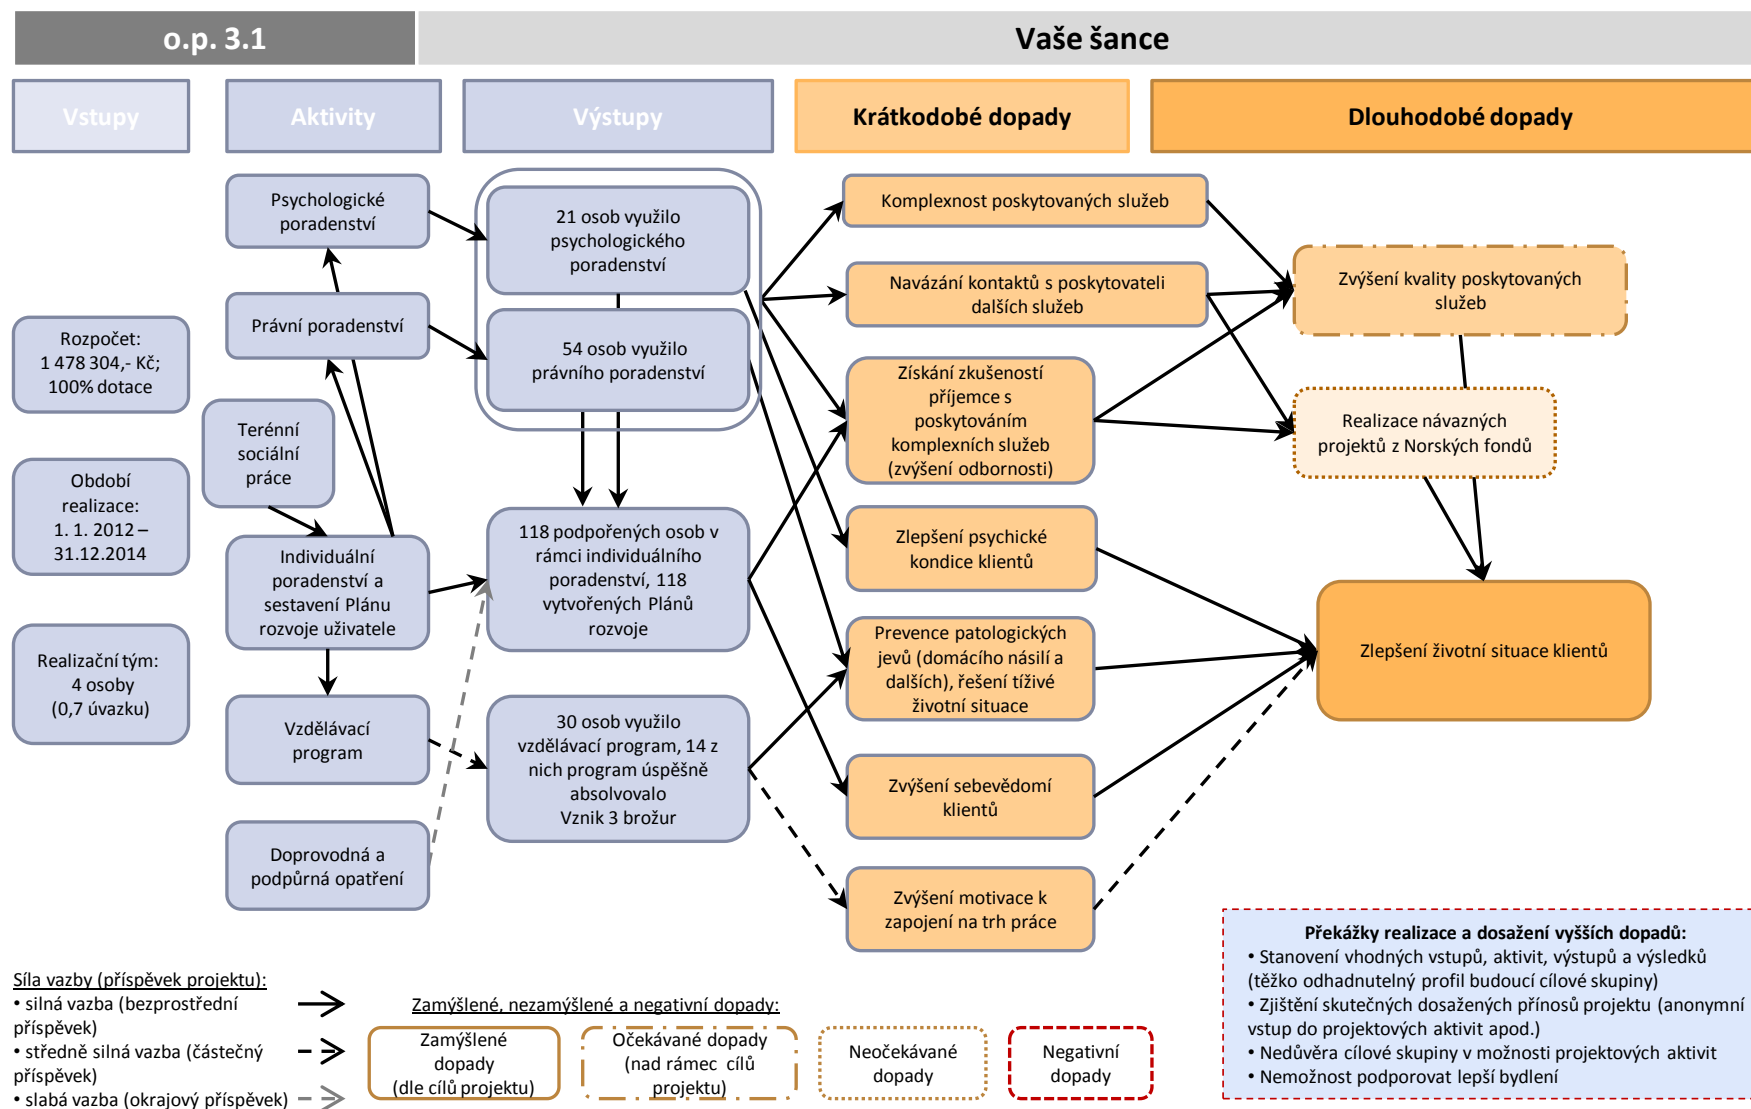 o.p. 3.1
Vaše šance
Vstupy
Aktivity
Výstupy
Krátkodobé dopady
Dlouhodobé dopady
Rozpočet:
1 478 304,- Kč;
100% dotace
Období
realizace:
1. 1. 2012 –
31.12.2014
Realizační tým:
4 osoby
(0,7 úvazku)
Psychologické
poradenství
Právní poradenství
Terénní
sociální
práce
Individuální
poradenství a
sestavení Plánu
rozvoje uživatele
Vzdělávací
program
Doprovodná a
podpůrná opatření
21 osob využilo
psychologického
poradenství
54 osob využilo
právního poradenství
118 podpořených osob v
rámci individuálního
poradenství, 118
vytvořených Plánů
rozvoje
30 osob využilo
vzdělávací program, 14 z
nich program úspěšně
absolvovalo
Vznik 3 brožur
Komplexnost poskytovaných služeb
Navázání kontaktů s poskytovateli
dalších služeb
Získání zkušeností
příjemce s
poskytováním
komplexních služeb
(zvýšení odbornosti)
Zlepšení psychické
kondice klientů
Prevence patologických
jevů (domácího násilí a
dalších), řešení tíživé
životní situace
Zvýšení sebevědomí
klientů
Zvýšení motivace k
zapojení na trh práce
Zvýšení kvality poskytovaných
služeb
Realizace návazných
projektů z Norských fondů
Zlepšení životní situace klientů
Síla vazby (příspěvek projektu):
• silná vazba (bezprostřední
příspěvek)
• středně silná vazba (částečný
příspěvek)
• slabá vazba (okrajový příspěvek)
Zamýšlené, nezamýšlené a negativní dopady:
Zamýšlené
dopady
(dle cílů projektu)
Očekávané dopady
(nad rámec cílů
projektu)
Neočekávané
dopady
Negativní
dopady
Překážky realizace a dosažení vyšších dopadů:
• Stanovení vhodných vstupů, aktivit, výstupů a výsledků
(těžko odhadnutelný profil budoucí cílové skupiny)
• Zjištění skutečných dosažených přínosů projektu (anonymní
vstup do projektových aktivit apod.)
• Nedůvěra cílové skupiny v možnosti projektových aktivit
• Nemožnost podporovat lepší bydlení